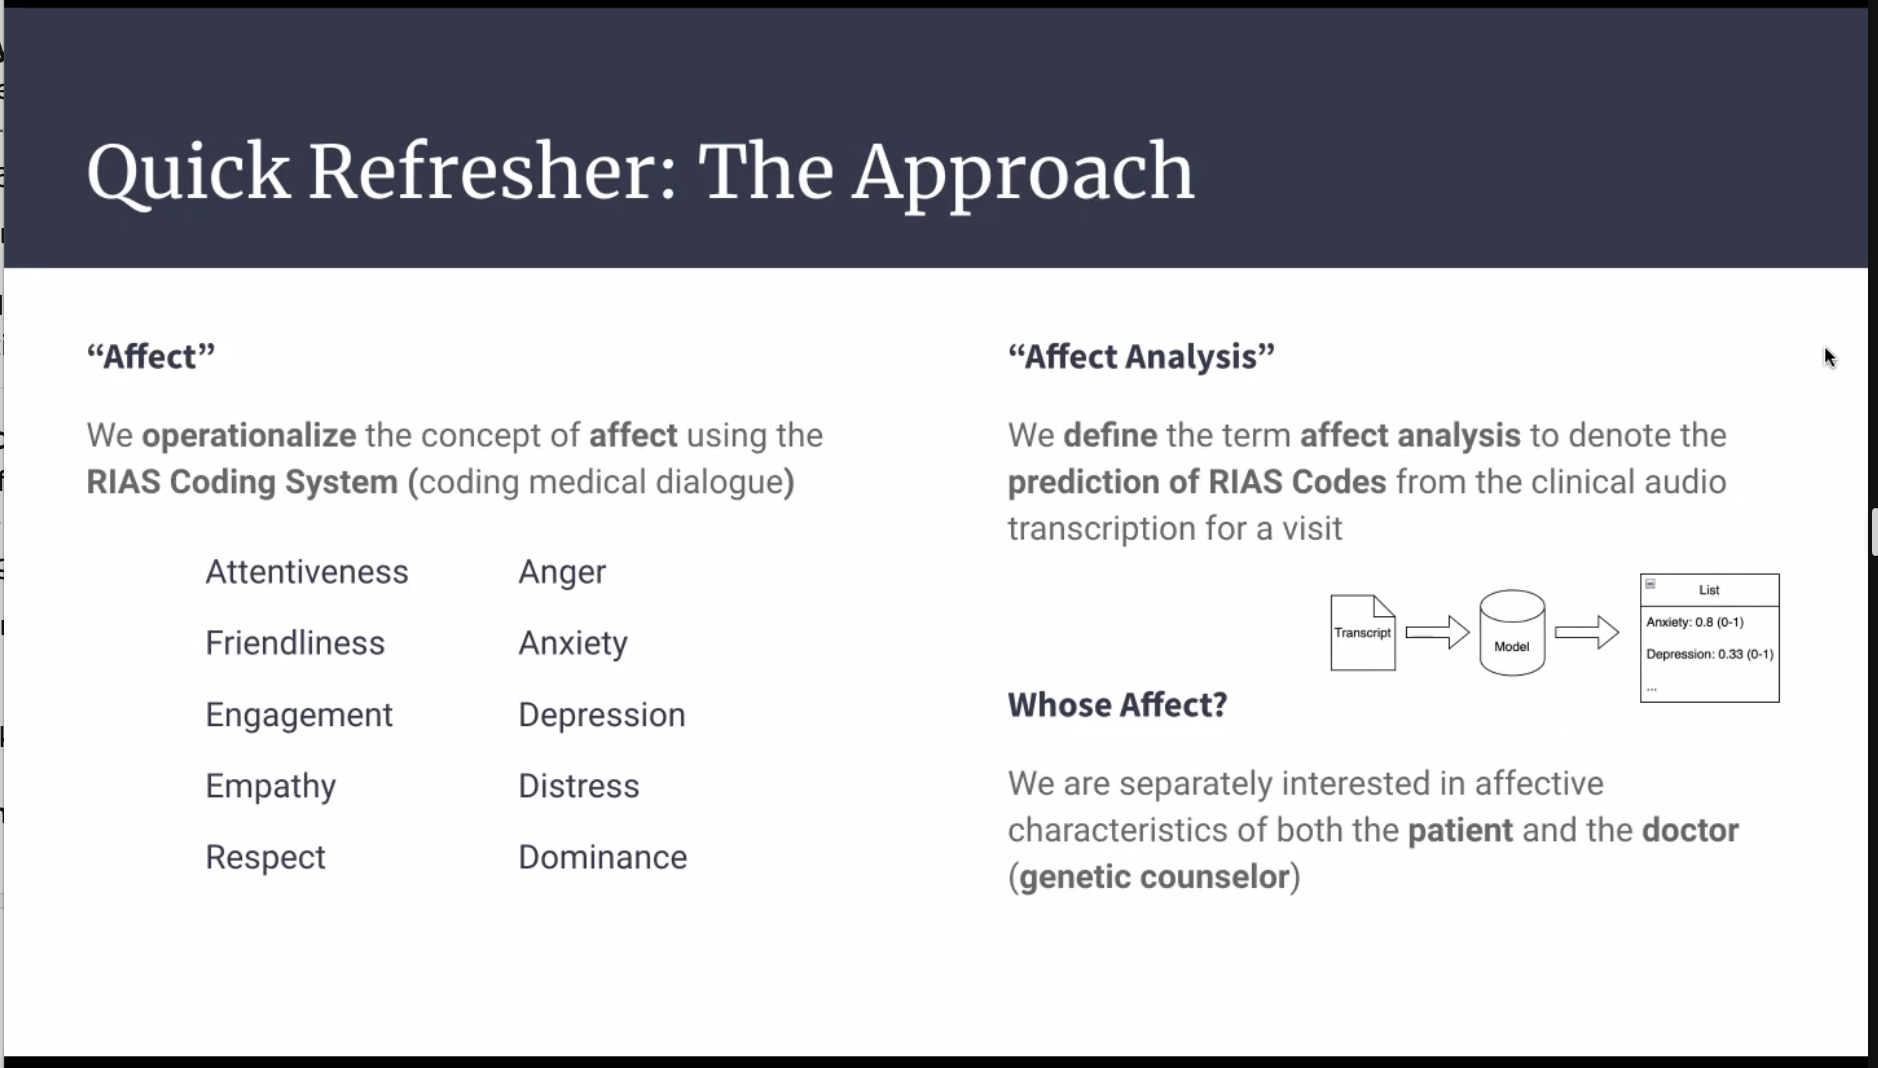 Quick Refresher: The Approach
“Affect”
We operationalize the concept of affect using the
RIAS Coding System (coding medical dialogue)
Attentiveness
Friendliness
Engagement
Empathy
Respect
Anger
Anxiety
Depression
Distress
Dominance
“Affect Analysis”
We define the term affect analysis to denote the
prediction of RIAS Codes from the clinical audio
transcription for a visit
Transcript
Model
List
Anxiety: 0.8 (0-1)
Depression: 0.33 (0-1)
...
Whose Affect?
We are separately interested in affective
characteristics of both the patient and the doctor
(genetic counselor)